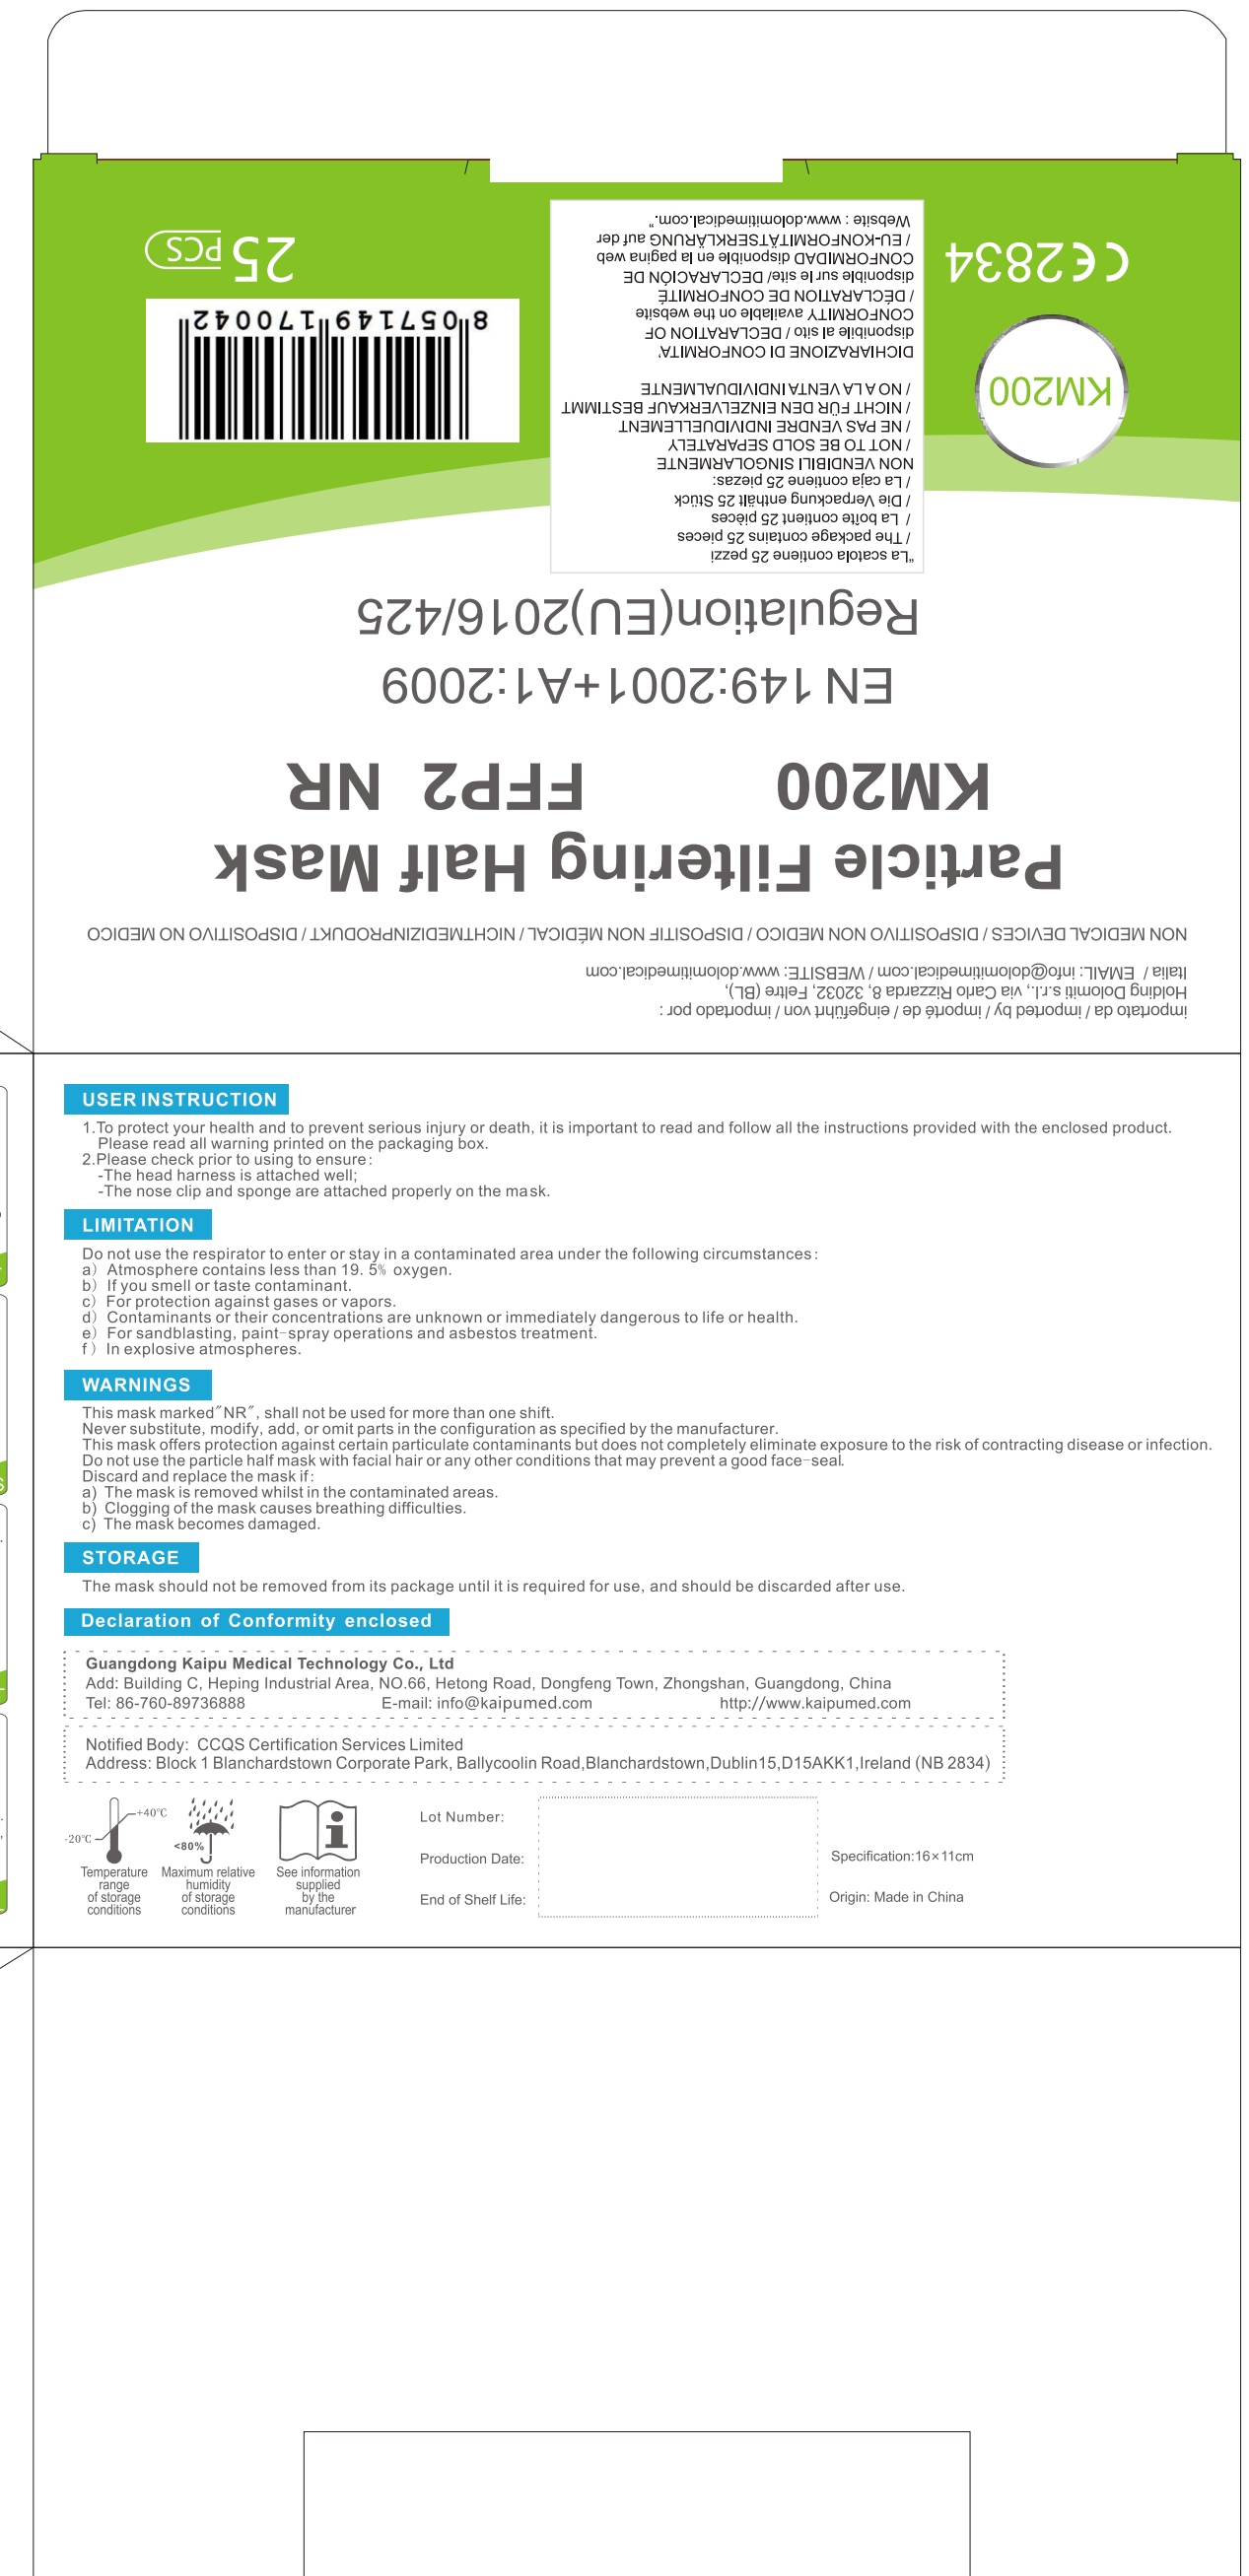 importato da / imported by / importé de / eingeführt von / importado por :
Holding Dolomiti s.r.l., via Carlo Rizzarda 8, 32032, Feltre (BL),
Italia / EMAIL: info@dolomitimedical.com / WEBSITE: www.dolomitimedical.com
NON MEDICAL DEVICES / DISPOSITIVO NON MEDICO / DISPOSITIF NON MÉDICAL / NICHTMEDIZINPRODUKT / DISPOSITIVO NO MEDICO
Particle Filtering Half Mask
KM200 FFP2 NR
EN 149:2001+A1:2009
Regulation(EU)2016/425
"La scatola contiene 25 pezzi
/ The package contains 25 pieces
/ La boîte contient 25 pièces
/ Die Verpackung enthält 25 Stück
/ La caja contiene 25 piezas:
NON VENDIBILI SINGOLARMENTE
/ NOT TO BE SOLD SEPARATELY
/ NE PAS VENDRE INDIVIDUELLEMENT
/ NICHT FÜR DEN EINZELVERKAUF BESTIMMT
/ NO A LA VENTA INDIVIDUALMENTE
DICHIARAZIONE DI CONFORMITA'
disponibile al sito / DECLARATION OF
CONFORMITY available on the website
/ DÉCLARATION DE CONFORMITÉ
disponible sur le site/ DECLARACIÓN DE
CONFORMIDAD disponible en la pagina web
/ EU-KONFORMITÄTSERKLÄRUNG auf der
Website : www.dolomitimedical.com."
KM200
CE2834
8 057149 170042
25 PCS
USER INSTRUCTION
1.To protect your health and to prevent serious injury or death, it is important to read and follow all the instructions provided with the enclosed product.
Please read all warning printed on the packaging box.
2.Please check prior to using to ensure:
-The head harness is attached well;
-The nose clip and sponge are attached properly on the mask.
LIMITATION
Do not use the respirator to enter or stay in a contaminated area under the following circumstances:
a) Atmosphere contains less than 19. 5% oxygen.
b) If you smell or taste contaminant.
c) For protection against gases or vapors.
d) Contaminants or their concentrations are unknown or immediately dangerous to life or health.
e) For sandblasting, paint-spray operations and asbestos treatment.
f) In explosive atmospheres.
WARNINGS
This mask marked"NR", shall not be used for more than one shift.
Never substitute, modify, add, or omit parts in the configuration as specified by the manufacturer.
This mask offers protection against certain particulate contaminants but does not completely eliminate exposure to the risk of contracting disease or infection.
Do not use the particle half mask with facial hair or any other conditions that may prevent a good face-seal.
Discard and replace the mask if:
a) The mask is removed whilst in the contaminated areas.
b) Clogging of the mask causes breathing difficulties.
c) The mask becomes damaged.
STORAGE
The mask should not be removed from its package until it is required for use, and should be discarded after use.
Declaration of Conformity enclosed
Guangdong Kaipu Medical Technology Co., Ltd
Add: Building C, Heping Industrial Area, NO.66, Hetong Road, Dongfeng Town, Zhongshan, Guangdong, China
Tel: 86-760-89736888 E-mail: info@kaipumed.com http://www.kaipumed.com
Notified Body: CCQS Certification Services Limited
Address: Block 1 Blanchardstown Corporate Park, Ballycoolin Road,Blanchardstown,Dublin15,D15AKK1,Ireland (NB 2834)
+40°C
-20°C
Temperature range of storage conditions
<80%
Maximum relative humidity of storage conditions
See information supplied by the manufacturer
Lot Number:
Production Date:
End of Shelf Life:
Specification:16×11cm
Origin: Made in China